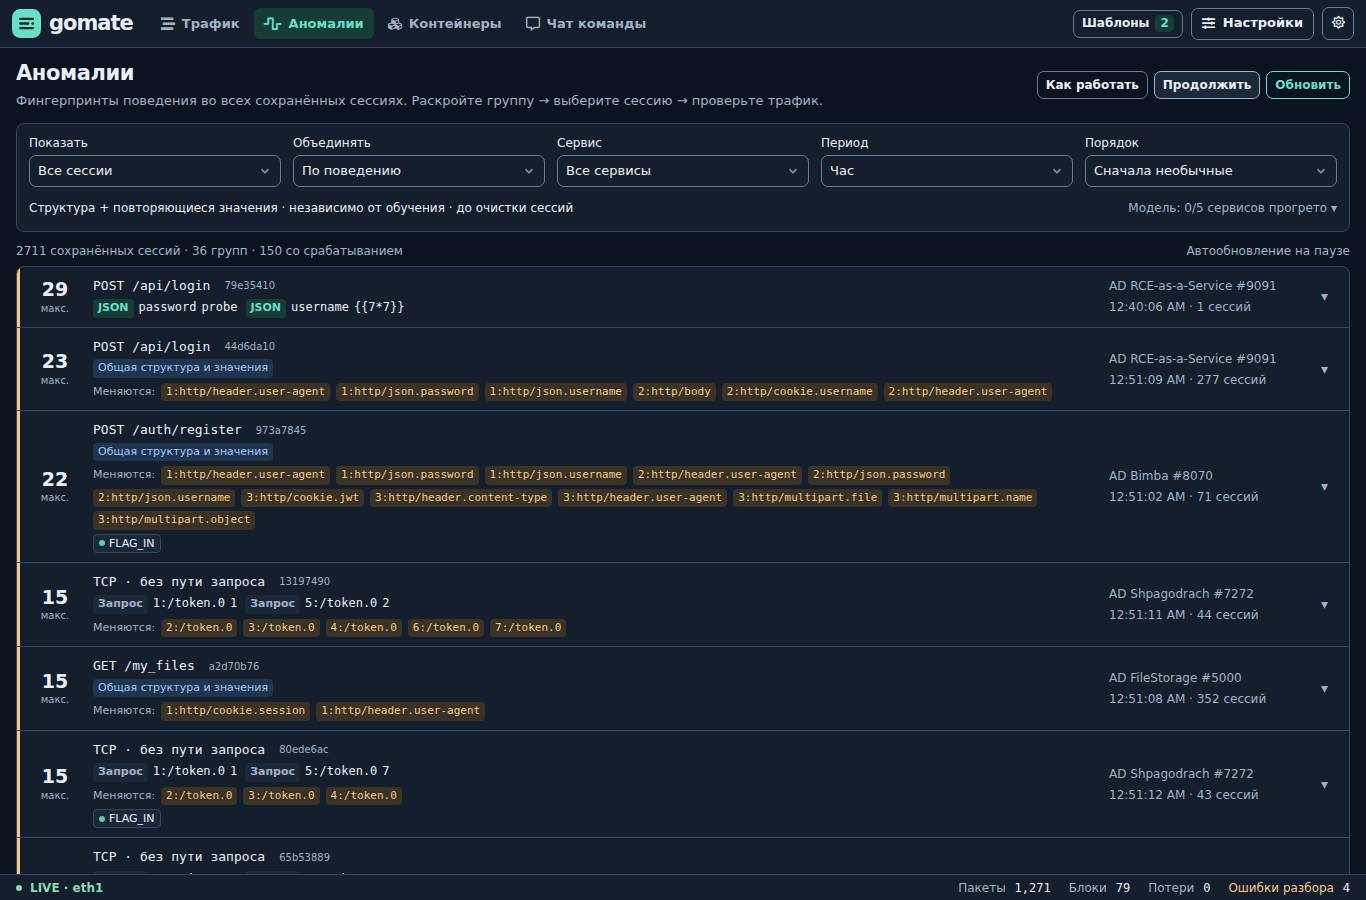 gomate Трафик Аномалии Контейнеры Чат команды Шаблоны 2 Настройки
Аномалии
Фингерпринты поведения во всех сохранённых сессиях. Раскройте группу → выберите сессию → проверьте трафик.
Как работать Продолжить Обновить
Показать Объединять Сервис Период Порядок
Все сессии По поведению Все сервисы Час Сначала необычные
Структура + повторяющиеся значения · независимо от обучения · до очистки сессий Модель: 0/5 сервисов прогрето ▾
2711 сохранённых сессий · 36 групп · 150 со срабатыванием Автообновление на паузе
29 макс.
POST /api/login 79e35410
JSON password probe JSON username {{7*7}}
AD RCE-as-a-Service #9091
12:40:06 AM · 1 сессий
▼
23 макс.
POST /api/login 44d6da10
Общая структура и значения
Меняются: 1:http/header.user-agent 1:http/json.password 1:http/json.username 2:http/body 2:http/cookie.username 2:http/header.user-agent
AD RCE-as-a-Service #9091
12:51:09 AM · 277 сессий
▼
22 макс.
POST /auth/register 973a7845
Общая структура и значения
Меняются: 1:http/header.user-agent 1:http/json.password 1:http/json.username 2:http/header.user-agent 2:http/json.password
2:http/json.username 3:http/cookie.jwt 3:http/header.content-type 3:http/header.user-agent 3:http/multipart.file 3:http/multipart.name
3:http/multipart.object
FLAG_IN
AD Bimba #8070
12:51:02 AM · 71 сессий
▼
15 макс.
TCP · без пути запроса 13197490
Запрос 1:/token.0 1 Запрос 5:/token.0 2
Меняются: 2:/token.0 3:/token.0 4:/token.0 6:/token.0 7:/token.0
AD Shpagodrach #7272
12:51:11 AM · 44 сессий
▼
15 макс.
GET /my_files a2d70b76
Общая структура и значения
Меняются: 1:http/cookie.session 1:http/header.user-agent
AD FileStorage #5000
12:51:08 AM · 352 сессий
▼
15 макс.
TCP · без пути запроса 80ede6ac
Запрос 1:/token.0 1 Запрос 5:/token.0 7
Меняются: 2:/token.0 3:/token.0 4:/token.0
FLAG_IN
AD Shpagodrach #7272
12:51:12 AM · 43 сессий
▼
TCP · без пути запроса 65b53889
LIVE · eth1 Пакеты 1,271 Блоки 79 Потери 0 Ошибки разбора 4